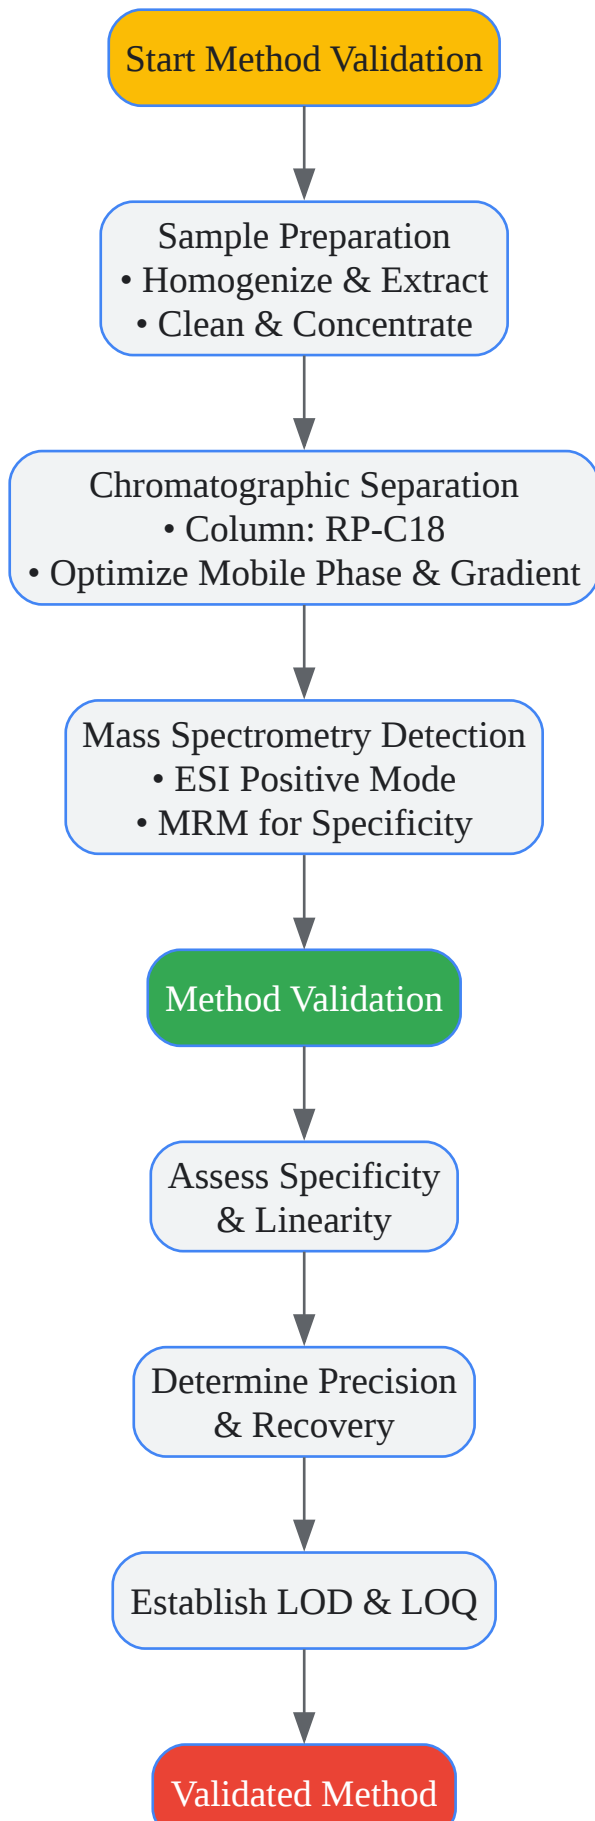 Start Method Validation
Sample Preparation
• Homogenize & Extract
• Clean & Concentrate
Chromatographic Separation
• Column: RP-C18
• Optimize Mobile Phase & Gradient
Mass Spectrometry Detection
• ESI Positive Mode
• MRM for Specificity
Method Validation
Assess Specificity
& Linearity
Determine Precision
& Recovery
Establish LOD & LOQ
Validated Method